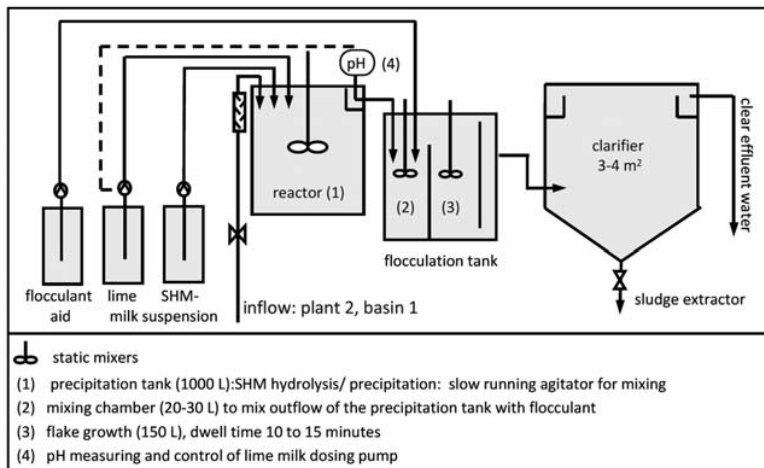 pH (4)
reactor (1)
(2)
(3)
flocculation tank
clarifier
3-4 m²
clear effluent water
sludge extractor
flocculant
aid
lime
milk
SHM-
suspension
inflow: plant 2, basin 1
static mixers
(1) precipitation tank (1000 L):SHM hydrolysis/ precipitation: slow running agitator for mixing
(2) mixing chamber (20-30 L) to mix outflow of the precipitation tank with flocculant
(3) flake growth (150 L), dwell time 10 to 15 minutes
(4) pH measuring and control of lime milk dosing pump